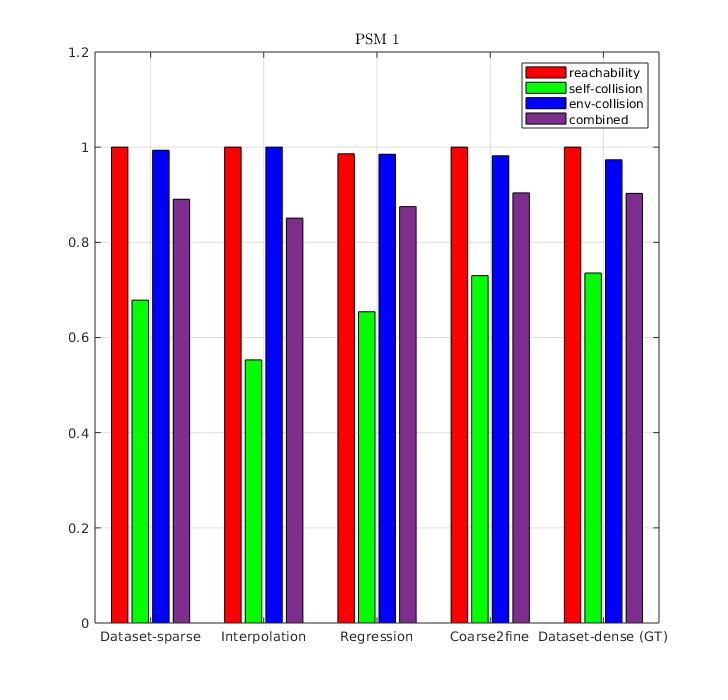 PSM 1
1.2
1
0.8
0.6
0.4
0.2
0
reachability
self-collision
env-collision
combined
Dataset-sparse Interpolation Regression Coarse2fine Dataset-dense (GT)